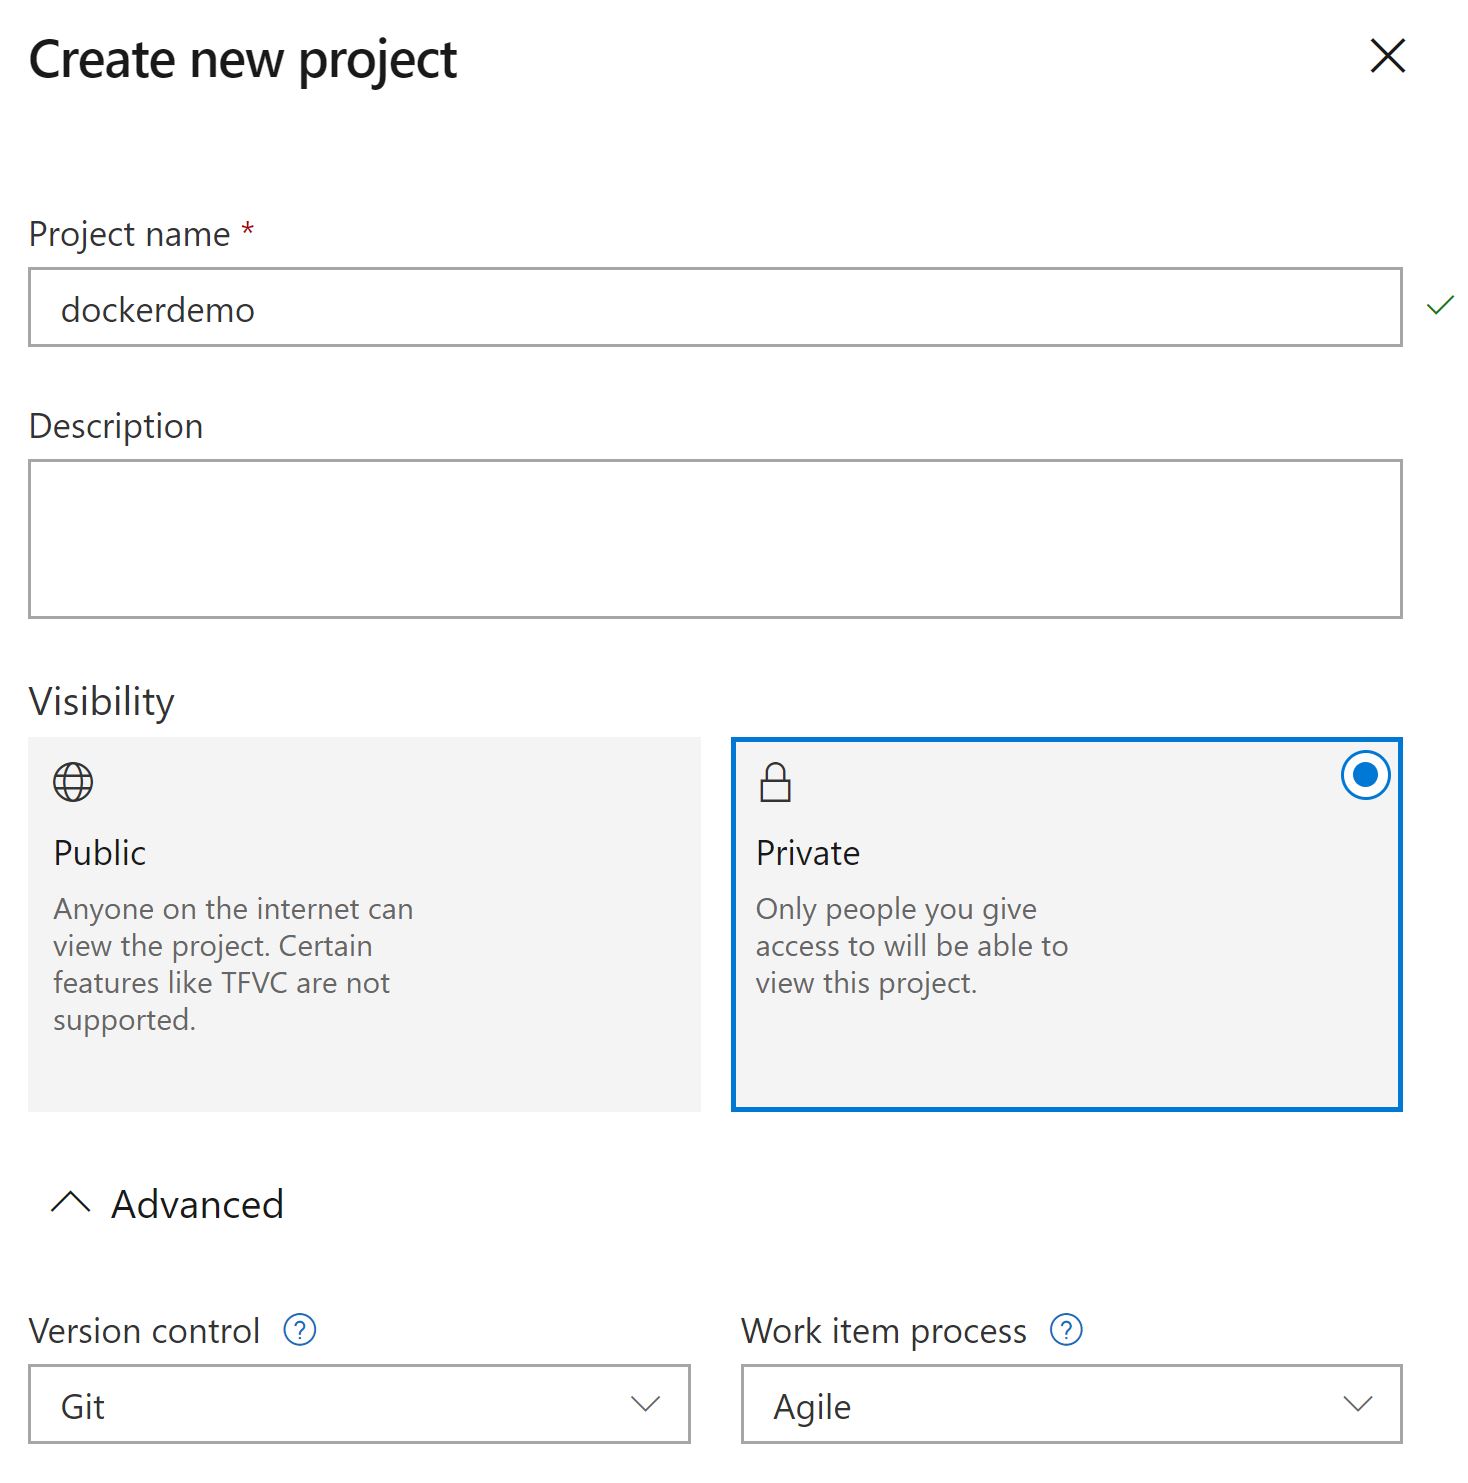 Create new project
Project name *
dockerdemo
Description
Visibility
Public
Anyone on the internet can
view the project. Certain
features like TFVC are not
supported.
Private
Only people you give
access to will be able to
view this project.
Advanced
Version control ?
Git
Work item process ?
Agile